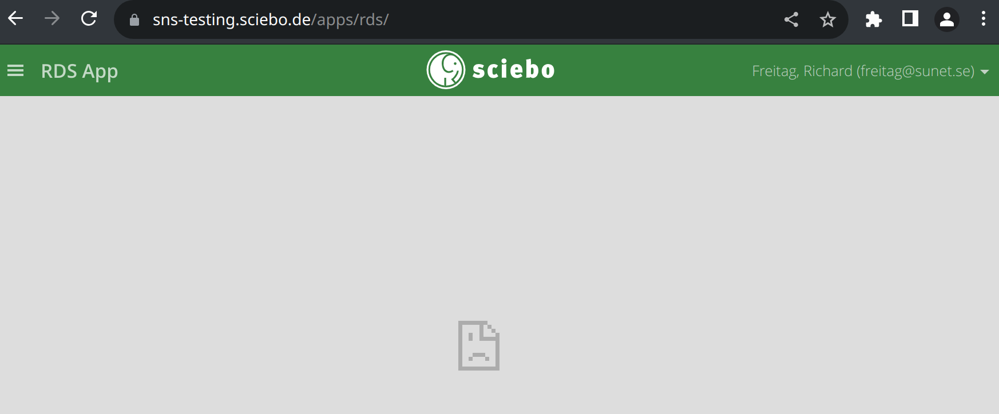 sns-testing.sciebo.de/apps/rds/
RDS App
sciebo
Freitag, Richard (freitag@sunet.se)